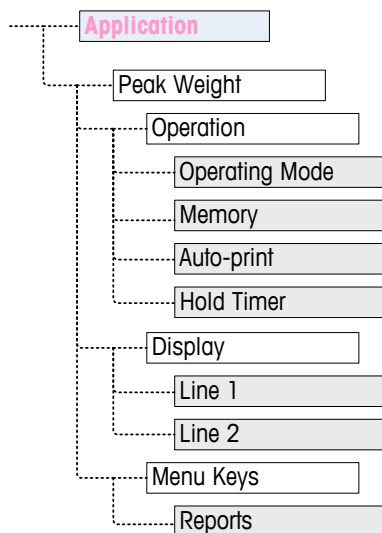 Application
Peak Weight
Operation
Operating Mode
Memory
Auto-print
Hold Timer
Display
Line 1
Line 2
Menu Keys
Reports